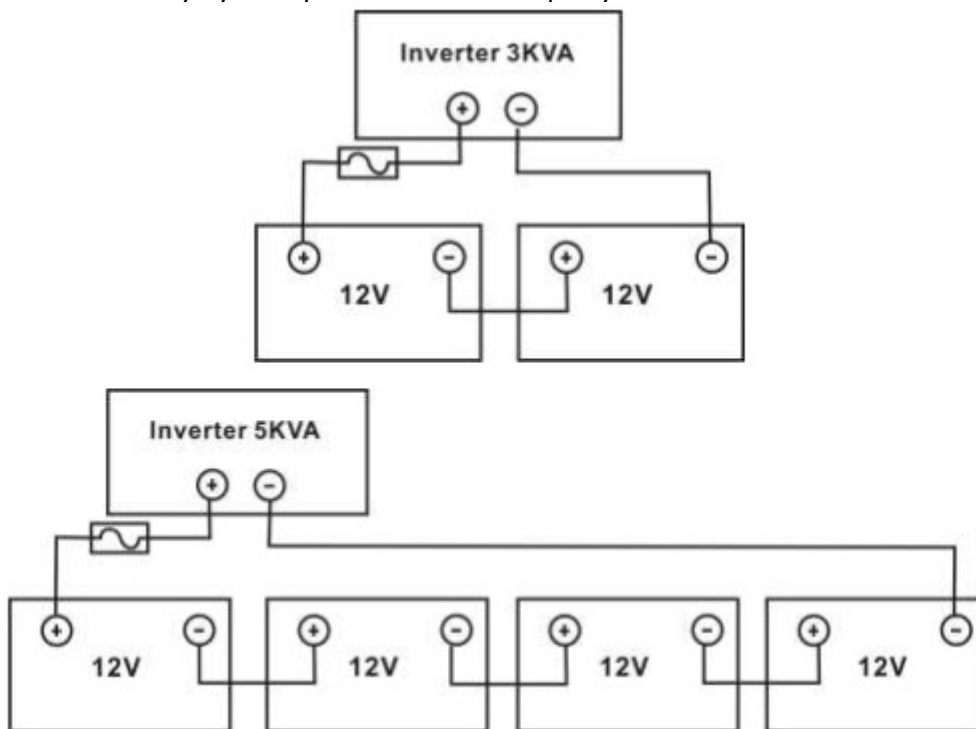 Inverter 3KVA
+ -
+ - + -
12V 12V
Inverter 5KVA
+ -
+ - + - + - + -
12V 12V 12V 12V